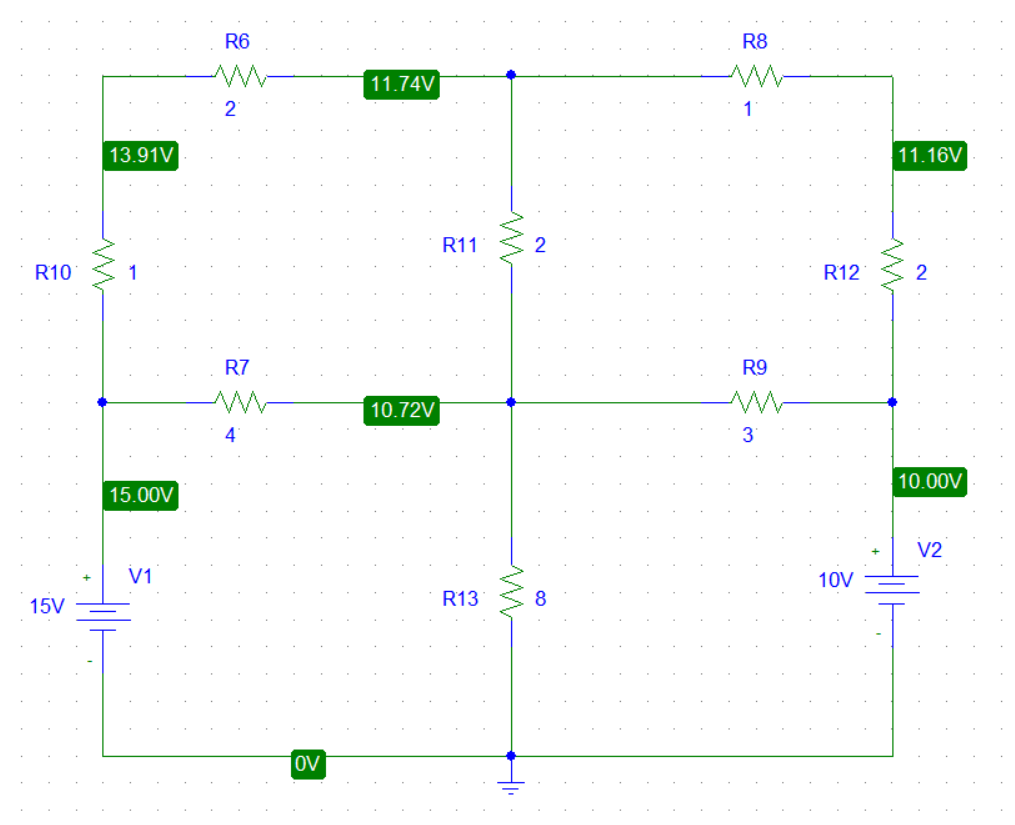 R6
R8
11.74V
2
1
13.91V
11.16V
R11
2
R10
1
R12
2
R7
R9
10.72V
4
3
15.00V
10.00V
+
V2
+
V1
10V
R13
8
15V
-
-
0V